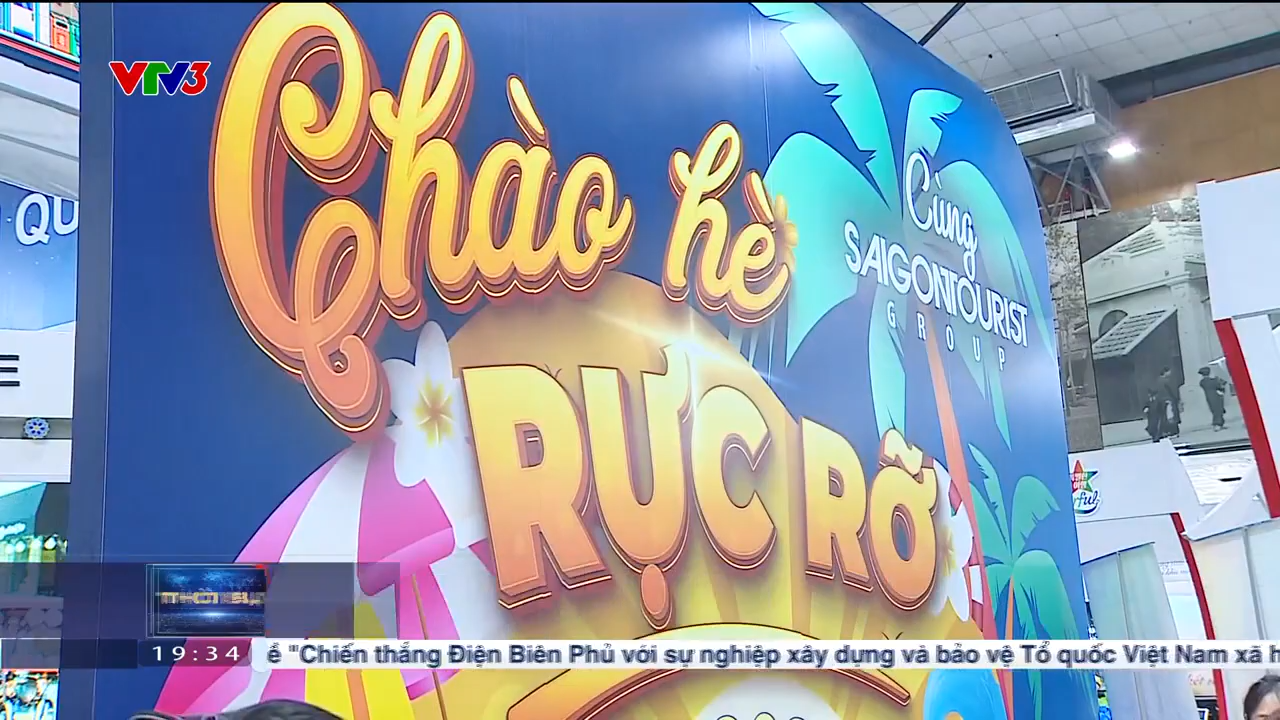 VTV3
QU
Chào hè
RỰC RỠ
Cùng
SAIGONTOURIST
GROUP
E
19:34
ề "Chiến thắng Điện Biên Phủ với sự nghiệp xây dựng và bảo vệ Tổ quốc Việt Nam xã h